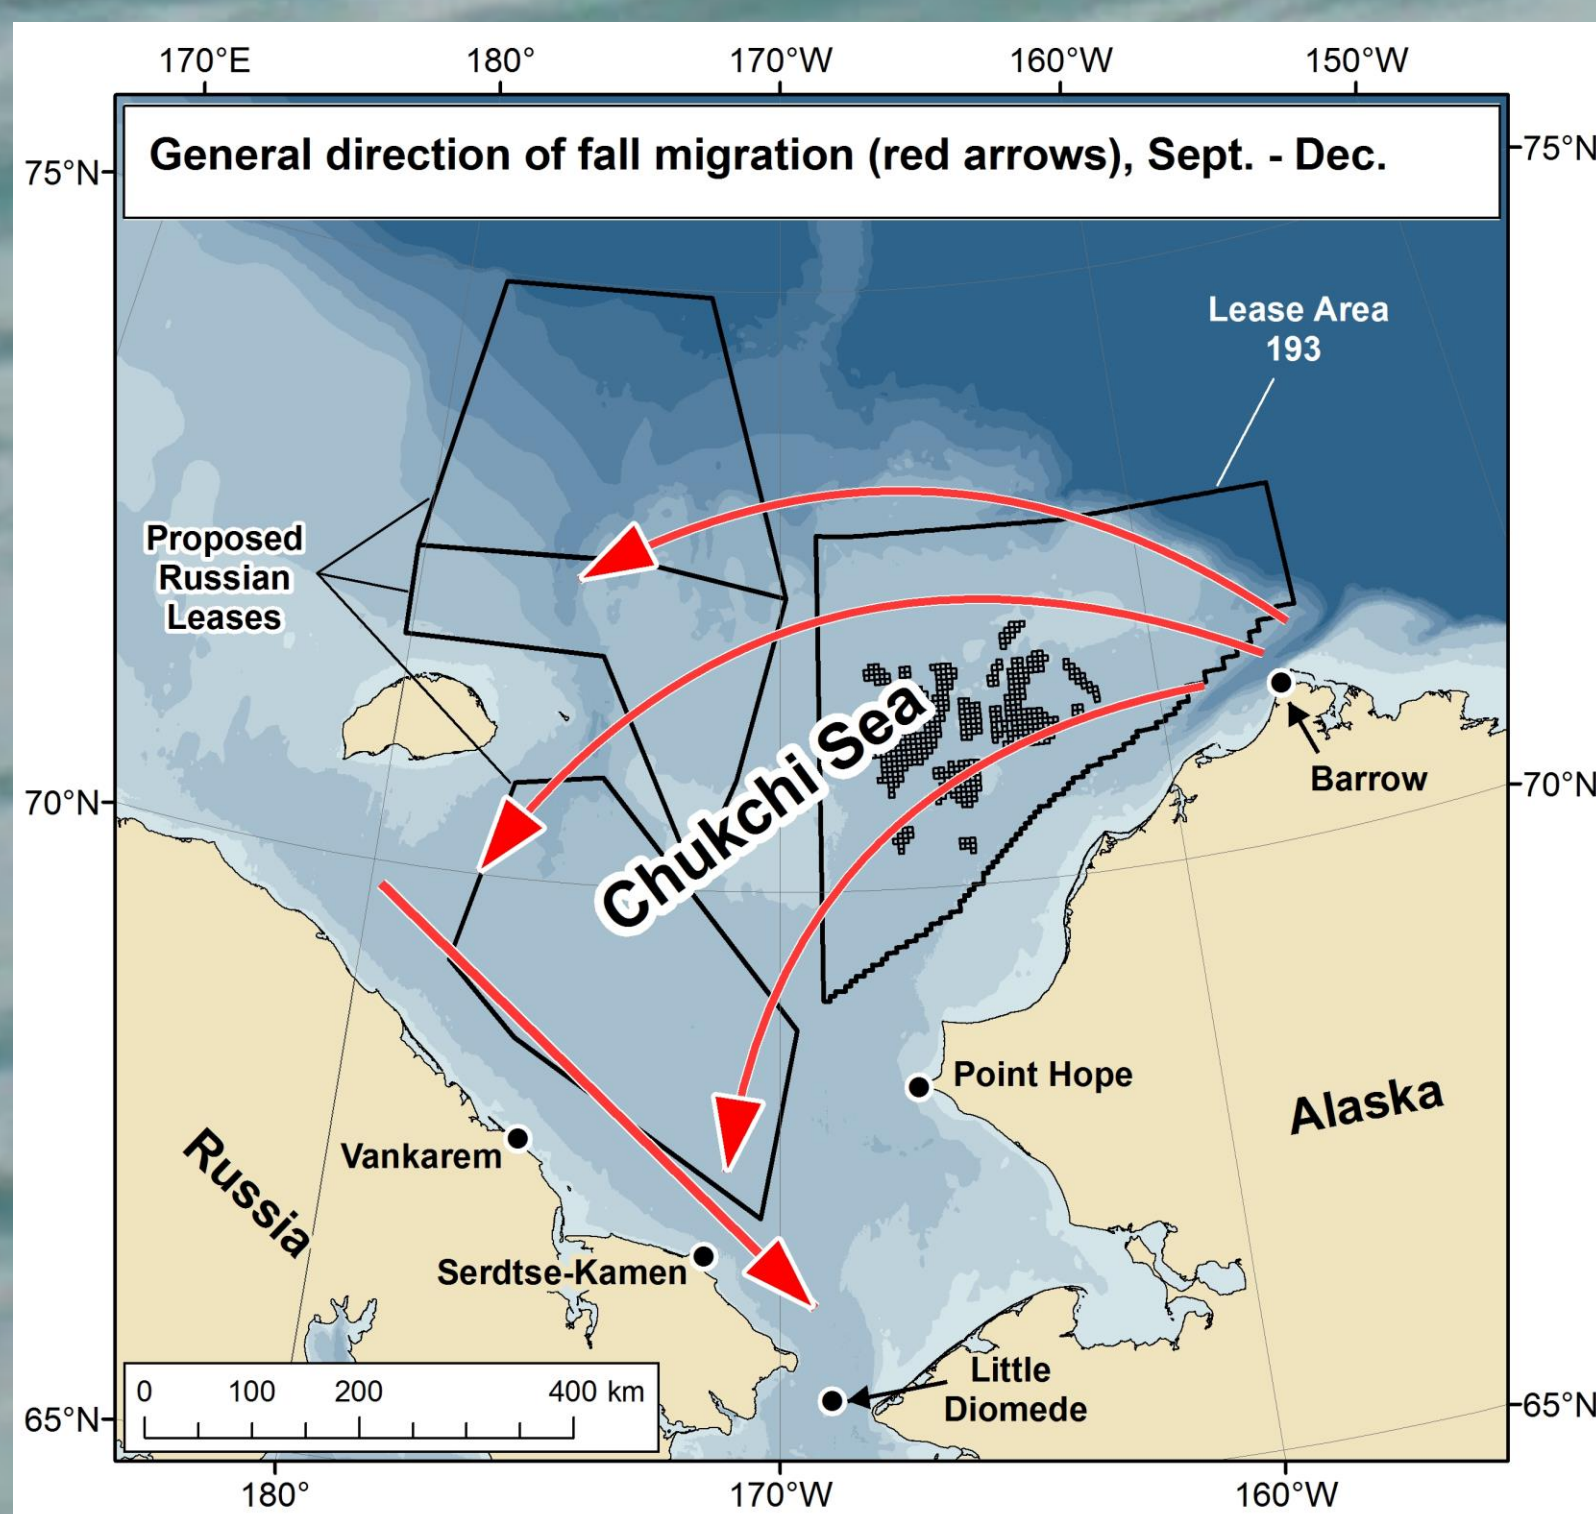 170°E 180° 170°W 160°W 150°W
General direction of fall migration (red arrows), Sept. - Dec.
75°N 75°N
Lease Area
193
Proposed
Russian
Leases
Chukchi Sea
70°N 70°N
Barrow
Point Hope
Alaska
Vankarem
Russia
Serdtse-Kamen
Little
Diomede
0 100 200 400 km
65°N 65°N
180° 170°W 160°W